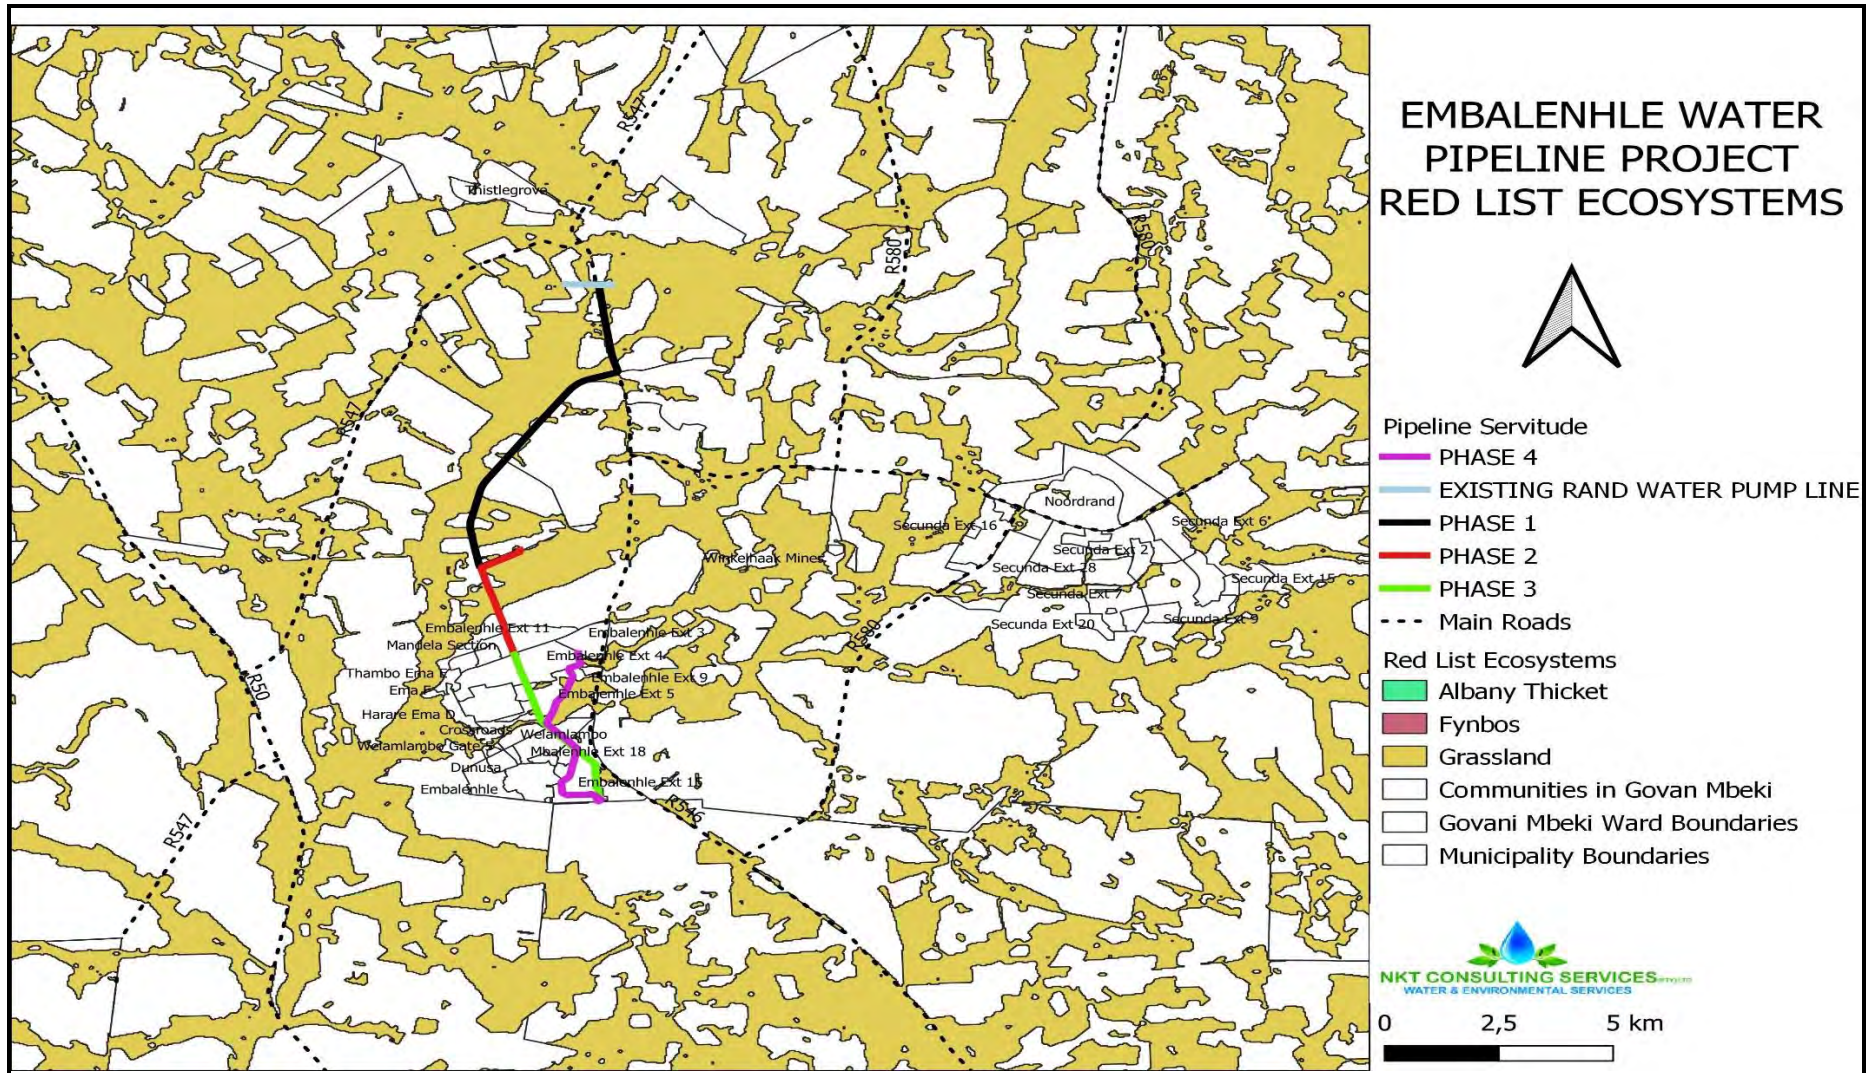 EMBALENHLE WATER
PIPELINE PROJECT
RED LIST ECOSYSTEMS
Pipeline Servitude
PHASE 4
EXISTING RAND WATER PUMP LINE
PHASE 1
PHASE 2
PHASE 3
Main Roads
Red List Ecosystems
Albany Thicket
Fynbos
Grassland
Communities in Govan Mbeki
Govani Mbeki Ward Boundaries
Municipality Boundaries
NKT CONSULTING SERVICES
WATER & ENVIRONMENTAL SERVICES
0 2,5 5 km
R547
Thistlegrove
R580
R580
R547
Noordrand
Secunda Ext 16
Secunda Ext 6
Secunda Ext 2
Winkelhaak Mines
Secunda Ext 28
Secunda Ext 15
Secunda Ext 7
Secunda Ext 9
Secunda Ext 20
R580
Embalenhle Ext 11
Embalenhle Ext 3
Mandela Section
Embalenhle Ext 4
Thambo Ema E
Embalenhle Ext 9
Ema F
Embalenhle Ext 5
R50
Harare Ema D
Crossroads
Welamlambo
Welamlambo Gate 5
Mbalenhle Ext 18
Dunusa
Embalenhle Ext 15
Embalenhle
R546
R547